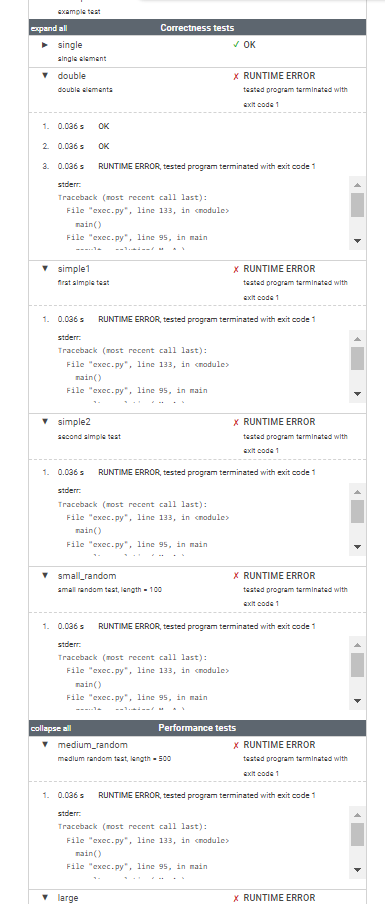 example test
expand all Correctness tests
▶ single ✓ OK
single element
▼ double ✗ RUNTIME ERROR
double elements tested program terminated with
exit code 1
1. 0.036 s OK
2. 0.036 s OK
3. 0.036 s RUNTIME ERROR, tested program terminated with exit code 1
stderr:
Traceback (most recent call last):
File "exec.py", line 133, in <module>
main()
File "exec.py", line 95, in main
▼ simple1 ✗ RUNTIME ERROR
first simple test tested program terminated with
exit code 1
1. 0.036 s RUNTIME ERROR, tested program terminated with exit code 1
stderr:
Traceback (most recent call last):
File "exec.py", line 133, in <module>
main()
File "exec.py", line 95, in main
▼ simple2 ✗ RUNTIME ERROR
second simple test tested program terminated with
exit code 1
1. 0.036 s RUNTIME ERROR, tested program terminated with exit code 1
stderr:
Traceback (most recent call last):
File "exec.py", line 133, in <module>
main()
File "exec.py", line 95, in main
▼ small_random ✗ RUNTIME ERROR
small random test, length = 100 tested program terminated with
exit code 1
1. 0.036 s RUNTIME ERROR, tested program terminated with exit code 1
stderr:
Traceback (most recent call last):
File "exec.py", line 133, in <module>
main()
File "exec.py", line 95, in main
collapse all Performance tests
▼ medium_random ✗ RUNTIME ERROR
medium random test, length = 500 tested program terminated with
exit code 1
1. 0.036 s RUNTIME ERROR, tested program terminated with exit code 1
stderr:
Traceback (most recent call last):
File "exec.py", line 133, in <module>
main()
File "exec.py", line 95, in main
▼ large ✗ RUNTIME ERROR